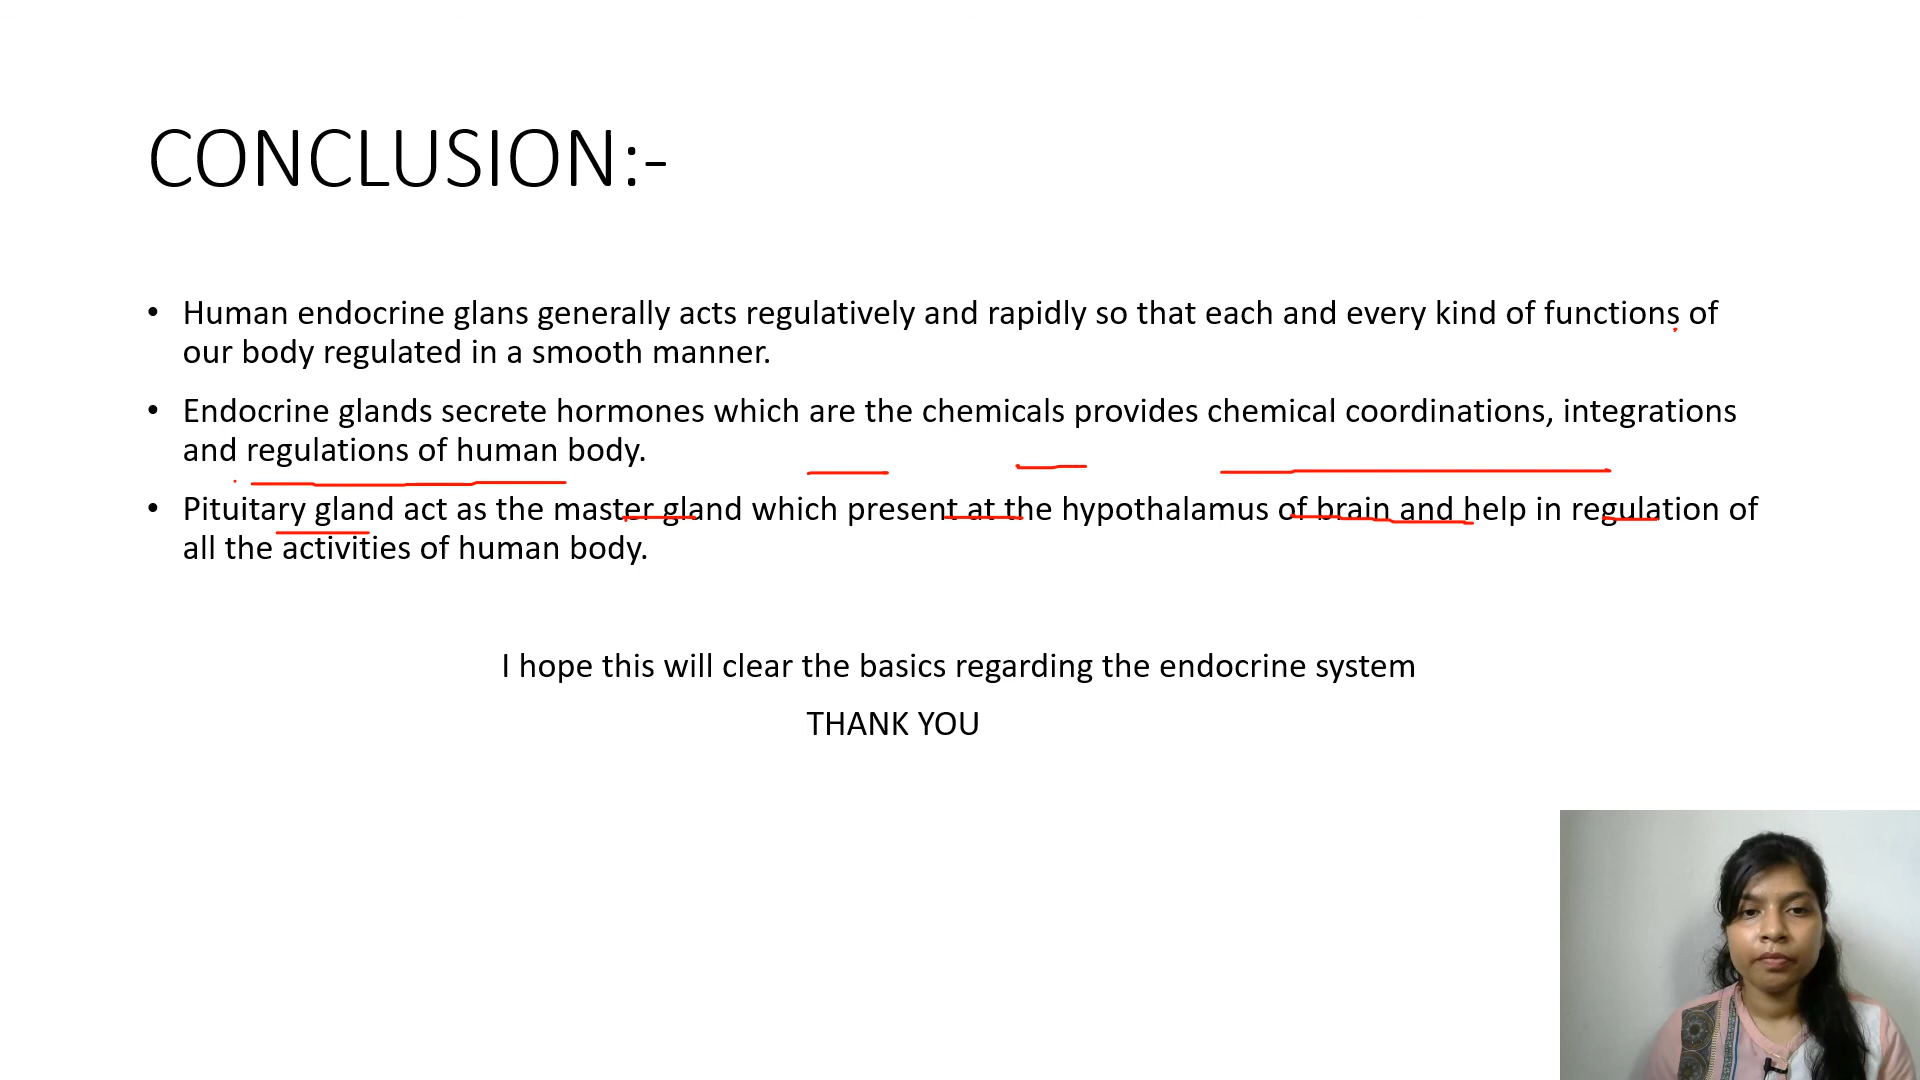 CONCLUSION:-
• Human endocrine glans generally acts regulatively and rapidly so that each and every kind of functions of
our body regulated in a smooth manner.
• Endocrine glands secrete hormones which are the chemicals provides chemical coordinations, integrations
and regulations of human body.
• Pituitary gland act as the master gland which present at the hypothalamus of brain and help in regulation of
all the activities of human body.
I hope this will clear the basics regarding the endocrine system
THANK YOU